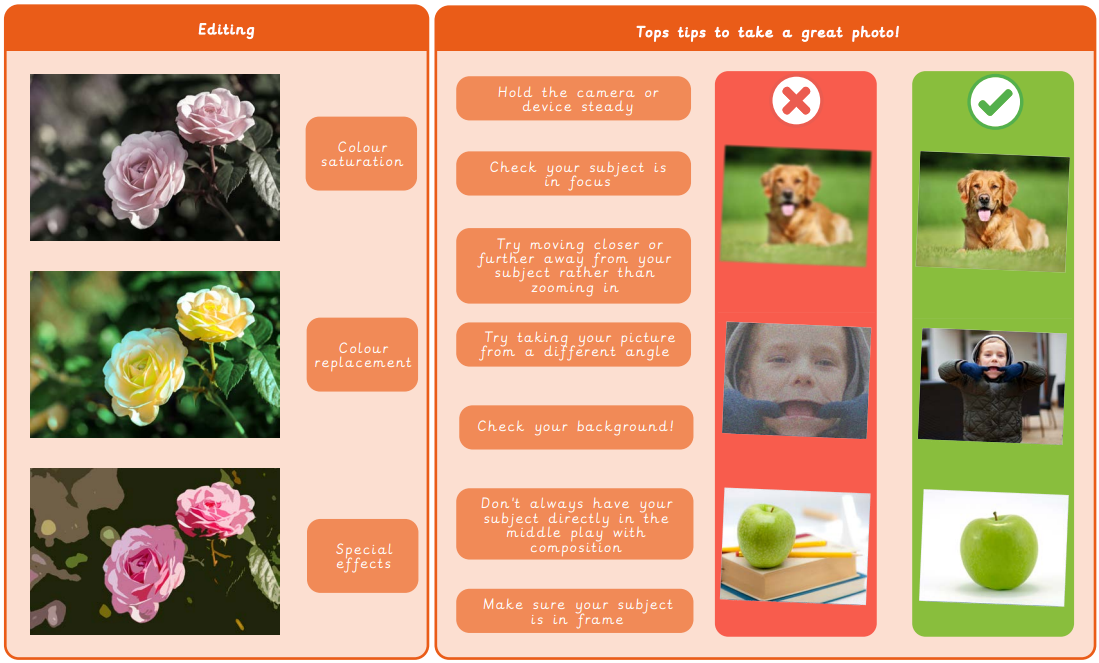 Editing
Colour
saturation
Colour
replacement
Special
effects
Tops tips to take a great photo!
Hold the camera or
device steady
Check your subject is
in focus
Try moving closer or
further away from your
subject rather than
zooming in
Try taking your picture
from a different angle
Check your background!
Don't always have your
subject directly in the
middle play with
composition
Make sure your subject
is in frame